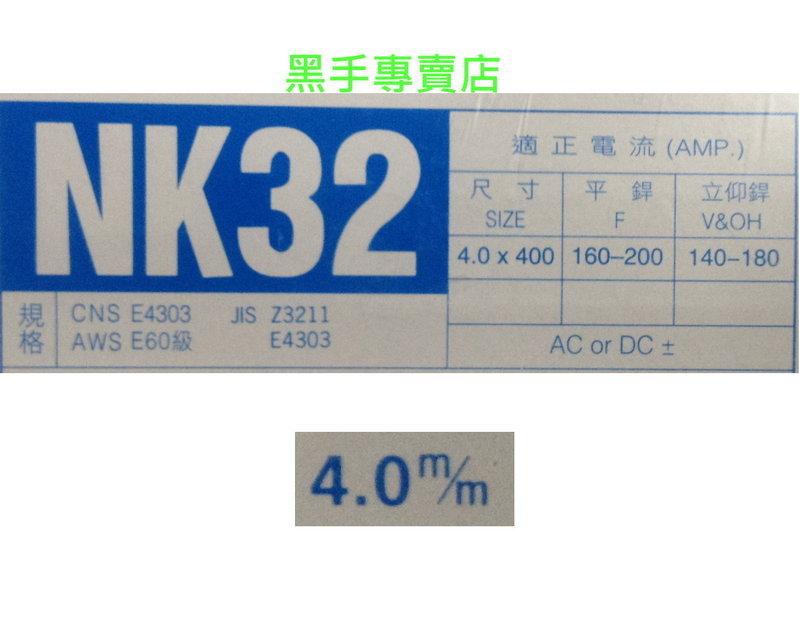 黑手專賣店
NK32
適正電流(AMP.)
尺寸 平銲 立仰銲
SIZE F V&OH
4.0 x 400 160–200 140–180
規格
CNS E4303 JIS Z3211
AWS E60級 E4303
AC or DC ±
4.0 m/m